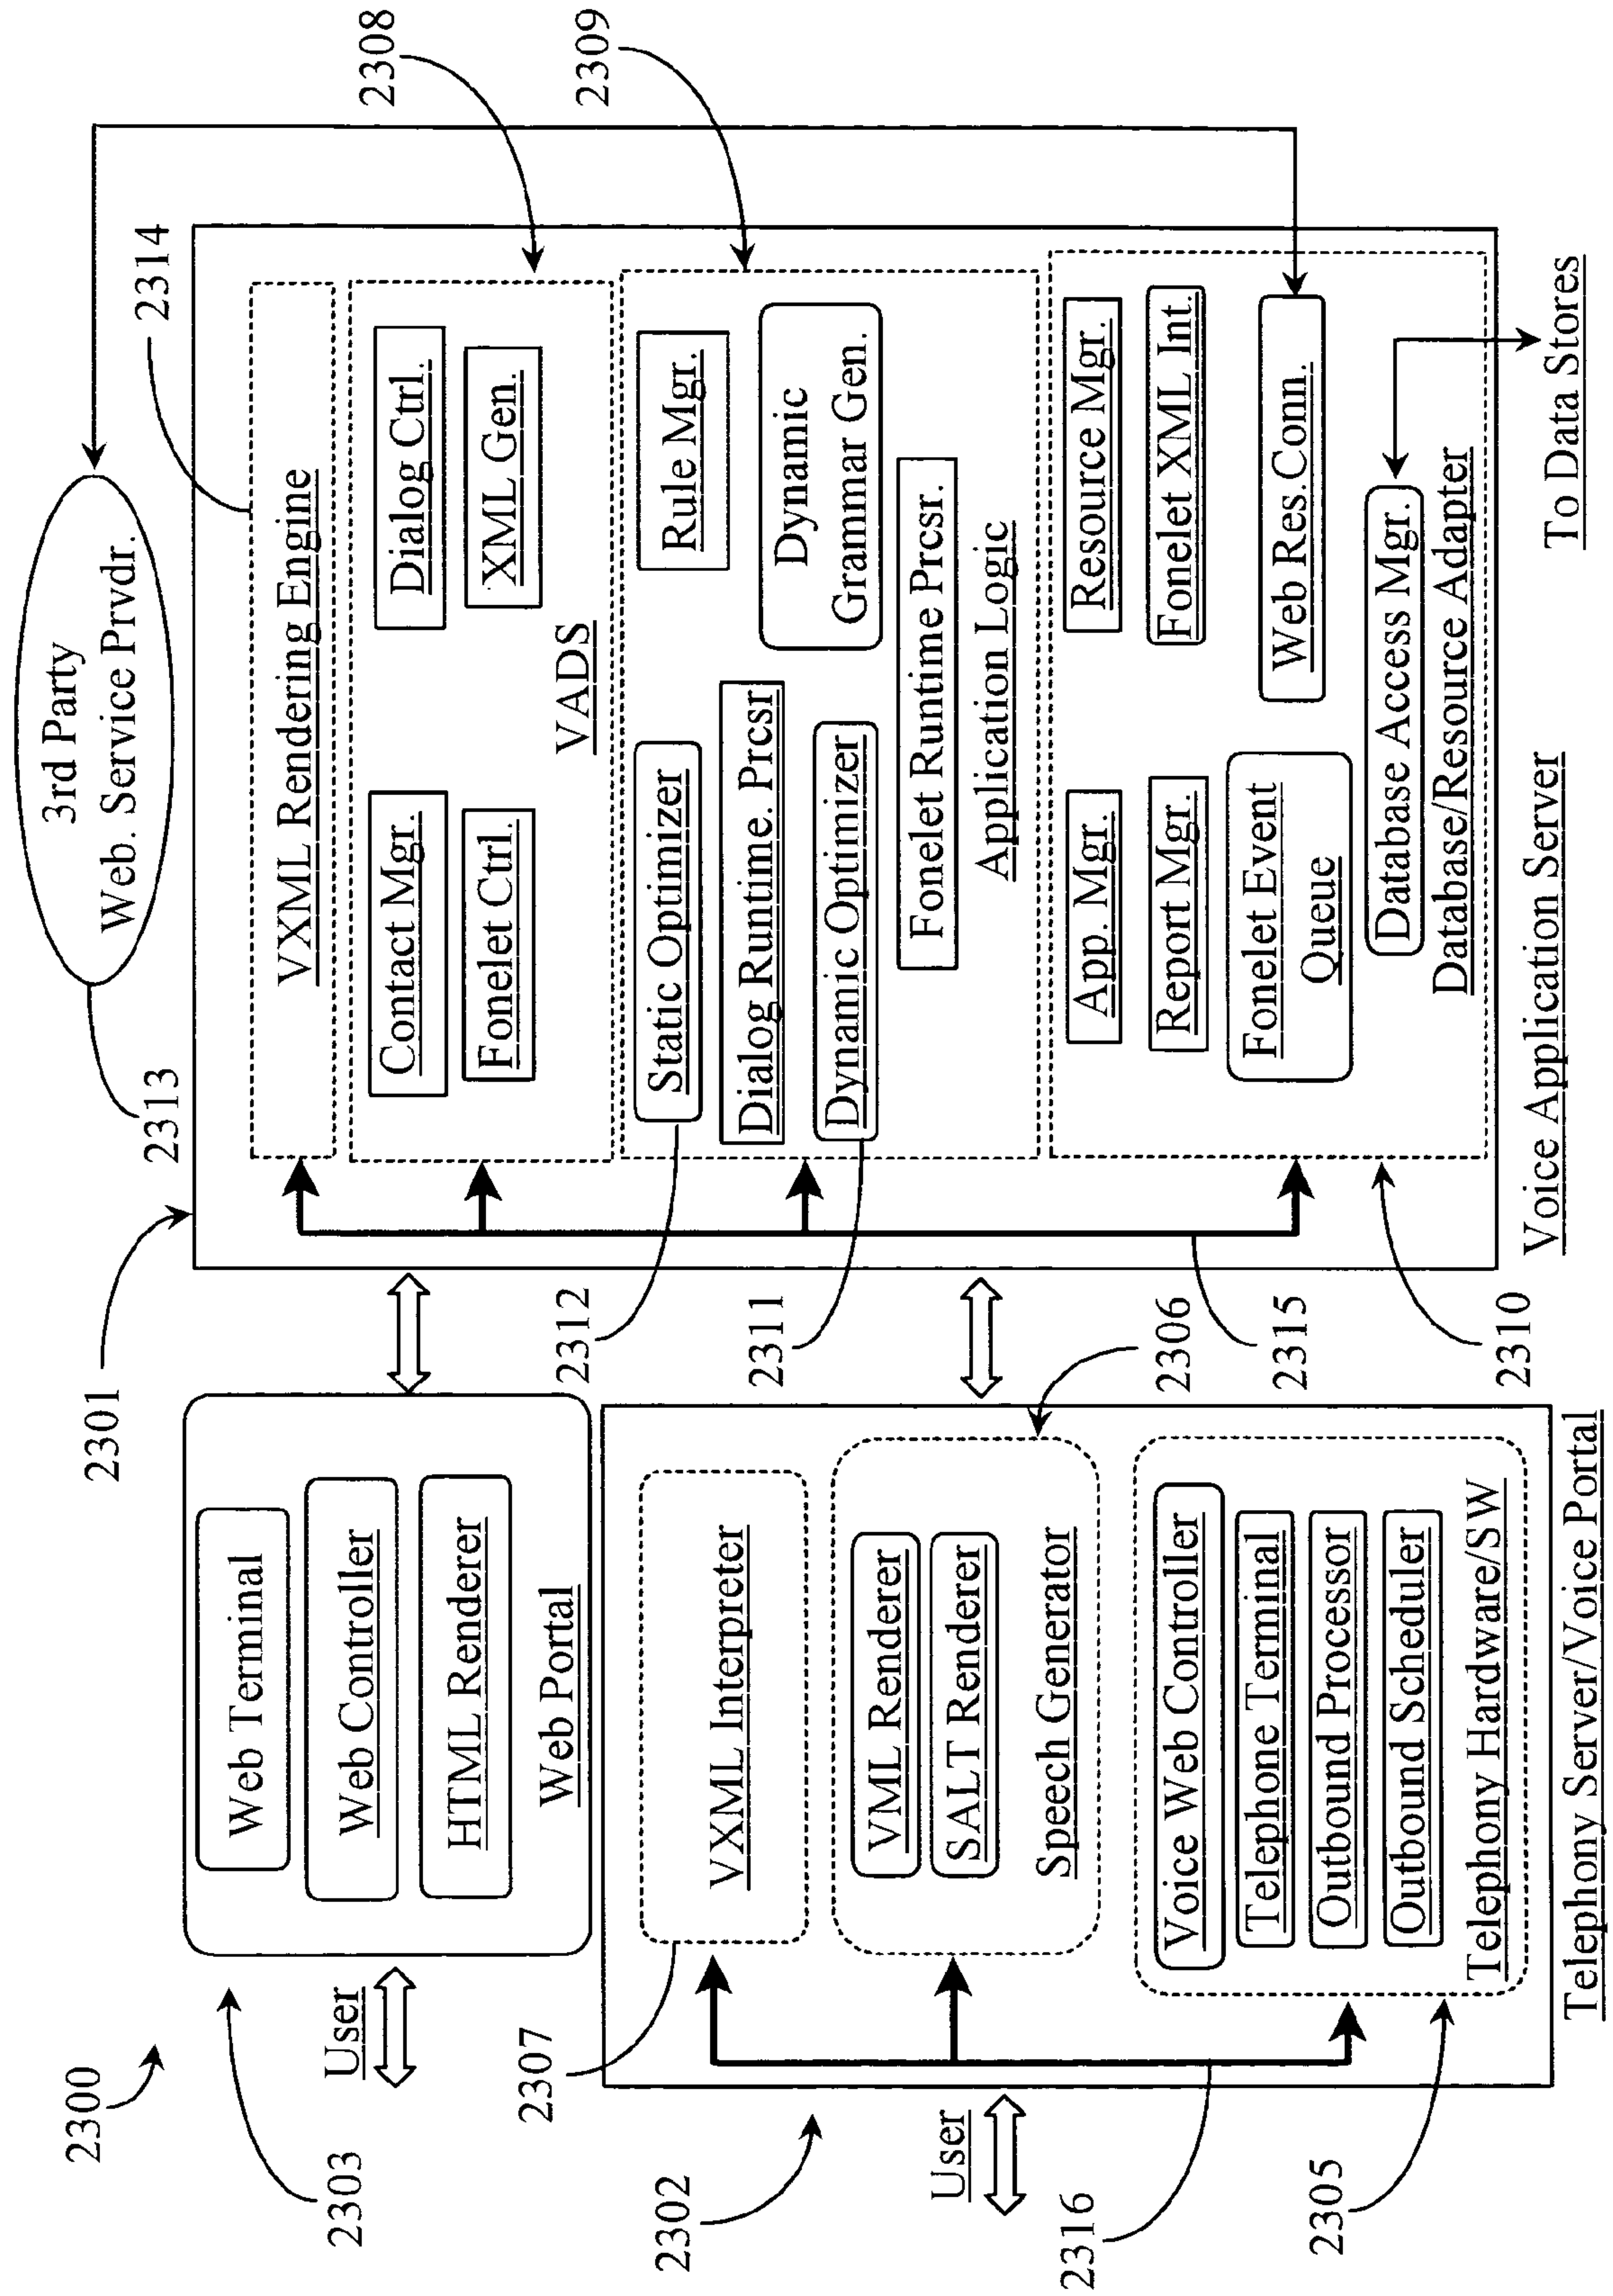 2300
2303
User
Web Terminal
Web Controller
HTML Renderer
Web Portal
2301
2313
3rd Party
Web. Service Prvdr.
2314
VXML Rendering Engine
2308
Contact Mgr.
Dialog Ctrl.
Fonelet Ctrl.
XML Gen.
VADS
2309
Static Optimizer
Rule Mgr.
Dialog Runtime. Prcsr
Dynamic
Grammar Gen.
Dynamic Optimizer
Fonelet Runtime Prcsr.
Application Logic
2312
2311
App. Mgr.
Resource Mgr.
Report Mgr.
Fonelet XML Int.
Fonelet Event
Queue
Web Res.Conn.
Database Access Mgr.
Database/Resource Adapter
To Data Stores
Voice Application Server
2306
2315
2310
2307
VXML Interpreter
VML Renderer
SALT Renderer
Speech Generator
2302
User
Voice Web Controller
Telephone Terminal
Outbound Processor
Outbound Scheduler
Telephony Hardware/SW
Telephony Server/Voice Portal
2316
2305